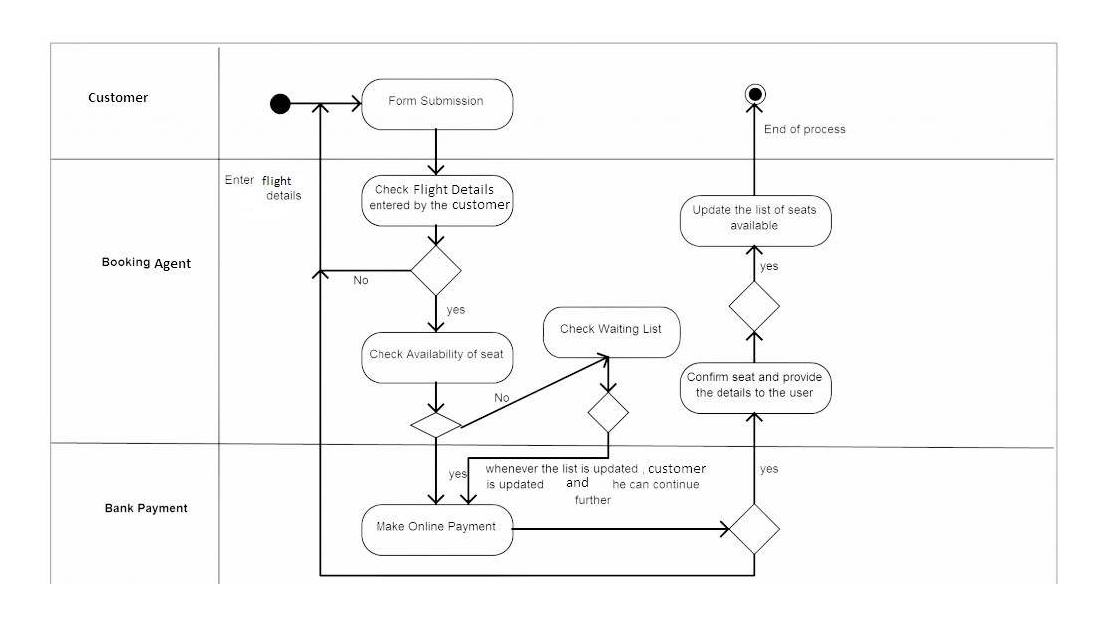 Customer
Form Submission
End of process
Enter flight
details
Check Flight Details
entered by the customer
Update the list of seats
available
Booking Agent
No
yes
yes
Check Waiting List
Check Availability of seat
Confirm seat and provide
the details to the user
No
yes
whenever the list is updated , customer
is updated and he can continue
further
yes
Bank Payment
Make Online Payment